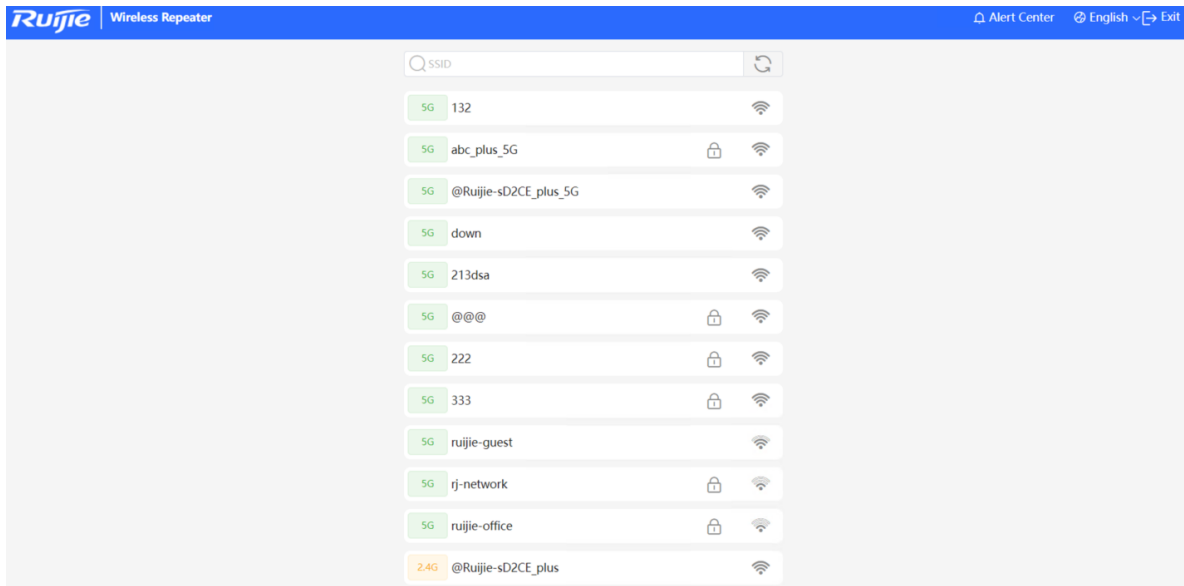 Ruijie Wireless Repeater Alert Center English Exit
SSID
5G 132
5G abc_plus_5G
5G @Ruijie-sD2CE_plus_5G
5G down
5G 213dsa
5G @@@
5G 222
5G 333
5G ruijie-guest
5G rj-network
5G ruijie-office
2.4G @Ruijie-sD2CE_plus